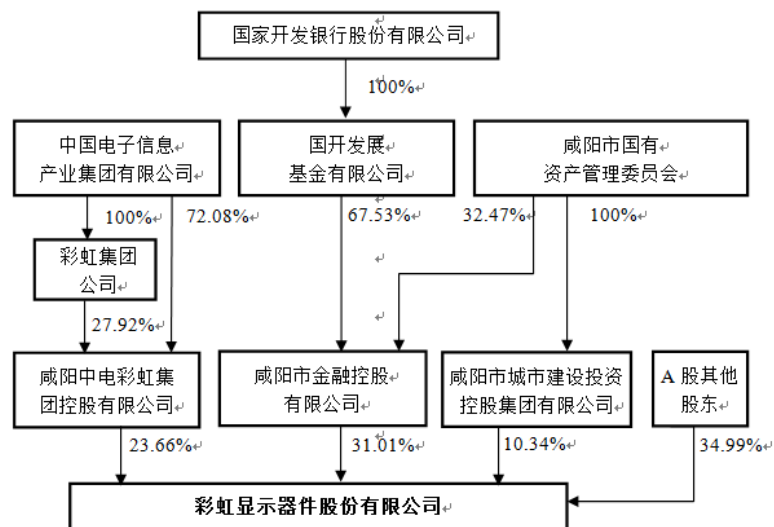 国家开发银行股份有限公司
100%
中国电子信息
产业集团有限公司
国开发展
基金有限公司
咸阳市国有
资产管理委员会
100%
72.08%
67.53%
32.47%
100%
彩虹集团
公司
27.92%
咸阳中电彩虹集
团控股有限公司
咸阳市金融控股
有限公司
咸阳市城市建设投资
控股集团有限公司
A 股其他
股东
23.66%
31.01%
10.34%
34.99%
彩虹显示器件股份有限公司